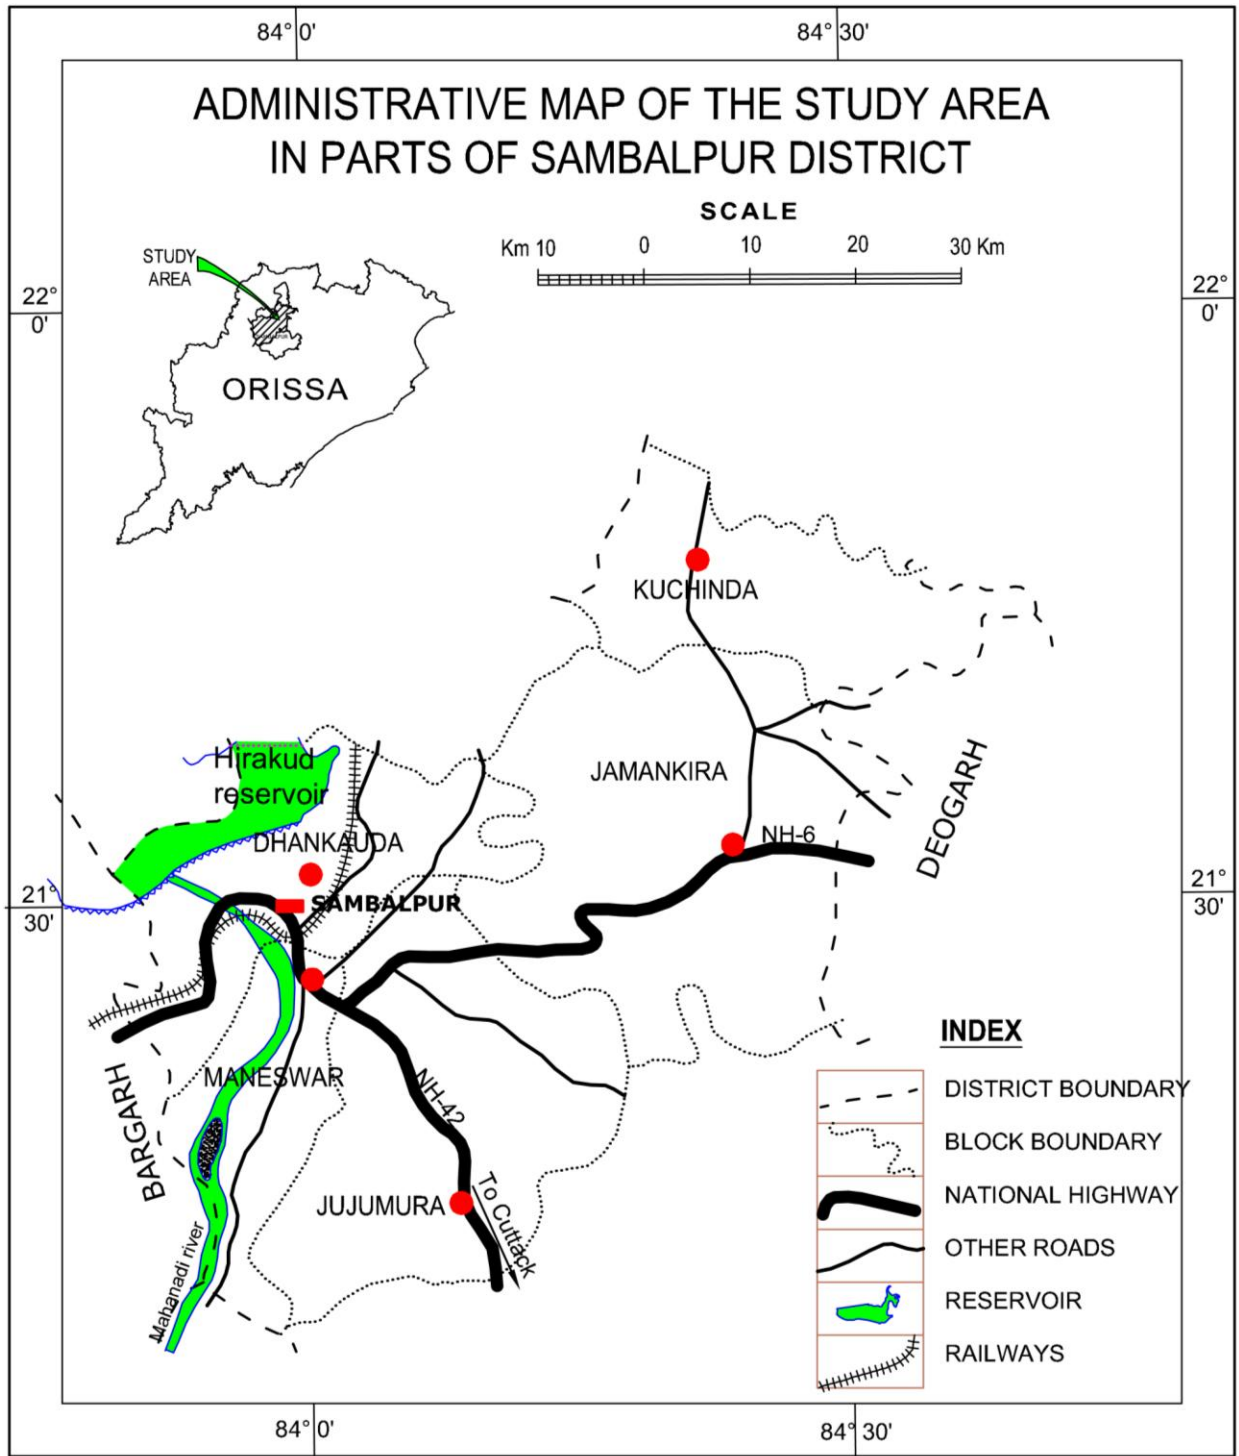 84° 0'
84° 30'
ADMINISTRATIVE MAP OF THE STUDY AREA
IN PARTS OF SAMBALPUR DISTRICT
SCALE
Km 10 0 10 20 30 Km
STUDY
AREA
22°
0'
22°
0'
ORISSA
KUCHINDA
Hirakud
reservoir
JAMANKIRA
DEOGARH
DHANKAUDA
NH-6
SAMBALPUR
21°
30'
21°
30'
BARGARH
MANESWAR
NH-42
JUJUMURA
To Cuttack
Mahanadi river
INDEX
DISTRICT BOUNDARY
BLOCK BOUNDARY
NATIONAL HIGHWAY
OTHER ROADS
RESERVOIR
RAILWAYS
84° 0'
84° 30'